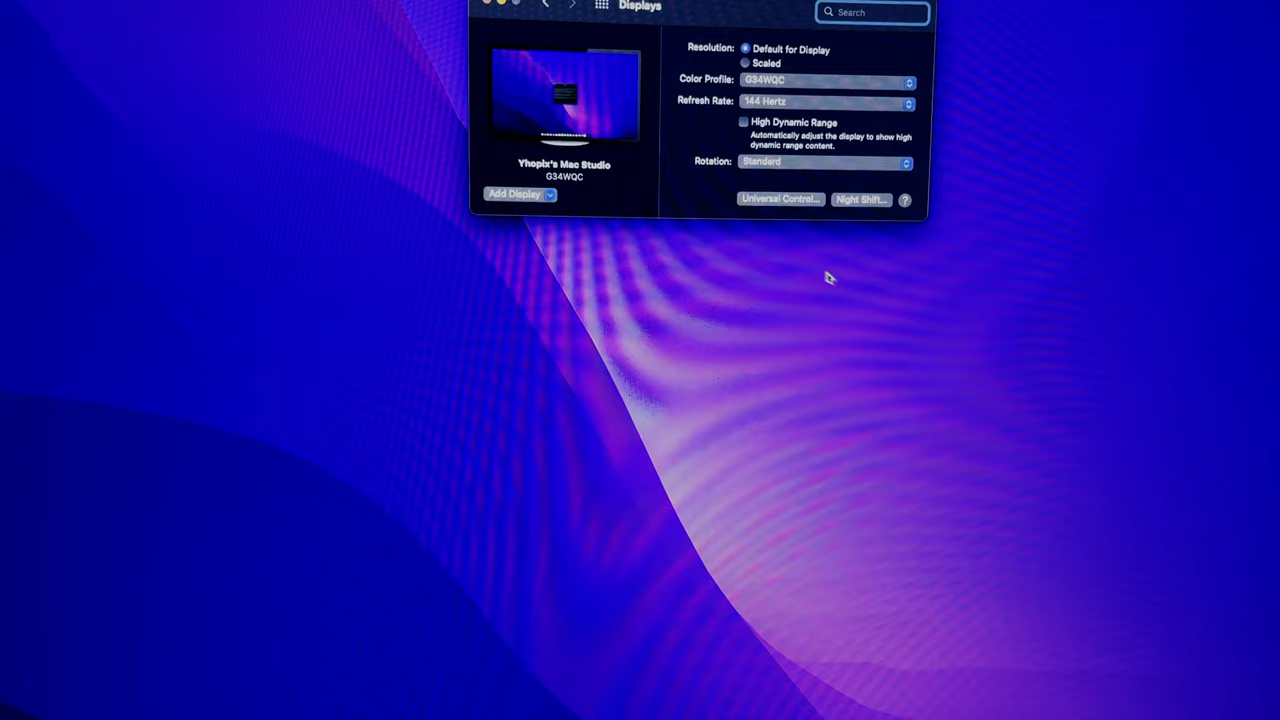 Displays
Search
Resolution:
Default for Display
Scaled
Color Profile:
G34WQC
Refresh Rate:
144 Hertz
High Dynamic Range
Automatically adjust the display to show high
dynamic range content.
Rotation:
Standard
Yhopix's Mac Studio
G34WQC
Add Display
Universal Control...
Night Shift...
?